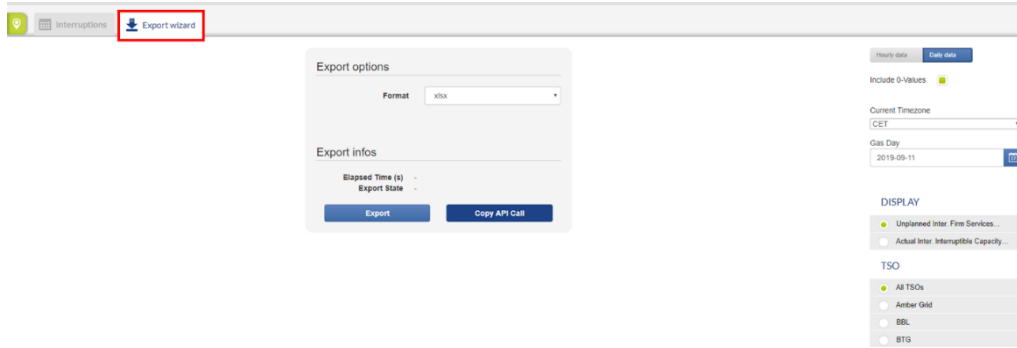 Interruptions
Export wizard
Export options
Format xlsx
Export infos
Elapsed Time (s) -
Export State -
Export
Copy API Call
Hourly data Daily data
Include 0-Values
Current Timezone
CET
Gas Day
2019-09-11
DISPLAY
Unplanned Inter. Firm Services...
Actual Inter. Interruptible Capacity...
TSO
All TSOs
Amber Grid
BBL
BTG